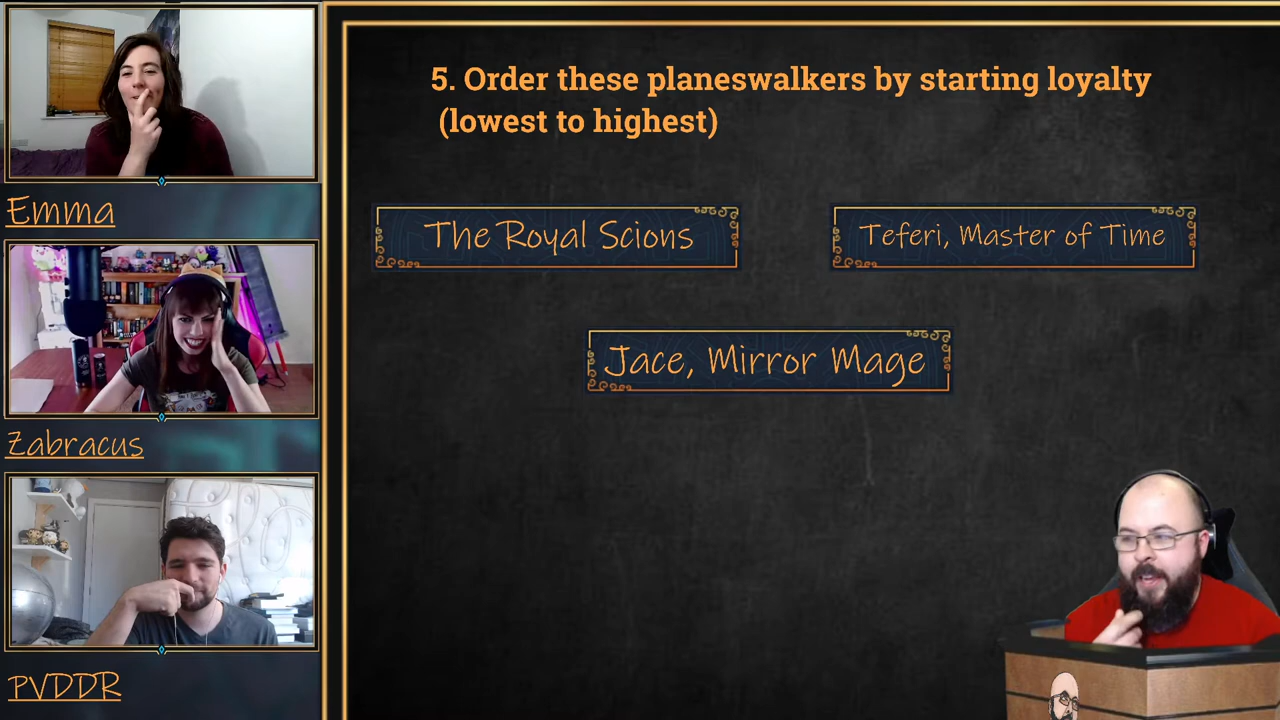 5. Order these planeswalkers by starting loyalty
(lowest to highest)
The Royal Scions
Teferi, Master of Time
Jace, Mirror Mage
Emma
Zabracus
PVDDR